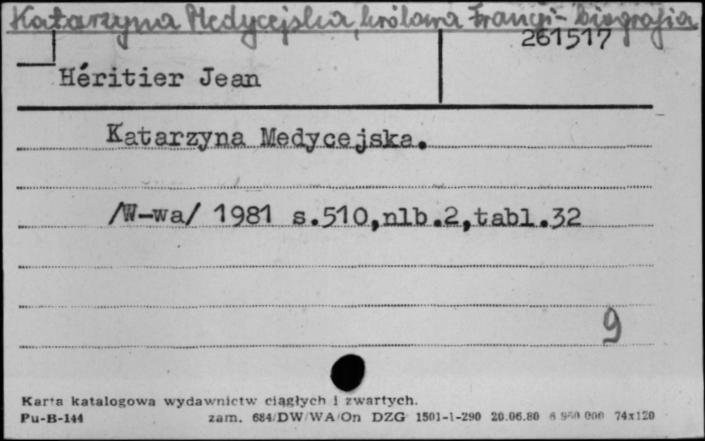 Katarzyna Medycejska, królowa Francji - biografia
261517
Héritier Jean
Katarzyna Medycejska.
/W-wa/ 1981 s.510,nlb.2,tabl.32
9
Karta katalogowa wydawnictw ciągłych i zwartych.
Pu-B-144 zam. 684/DW/WA/On DZG 1501-1-290 20.06.80 74x120